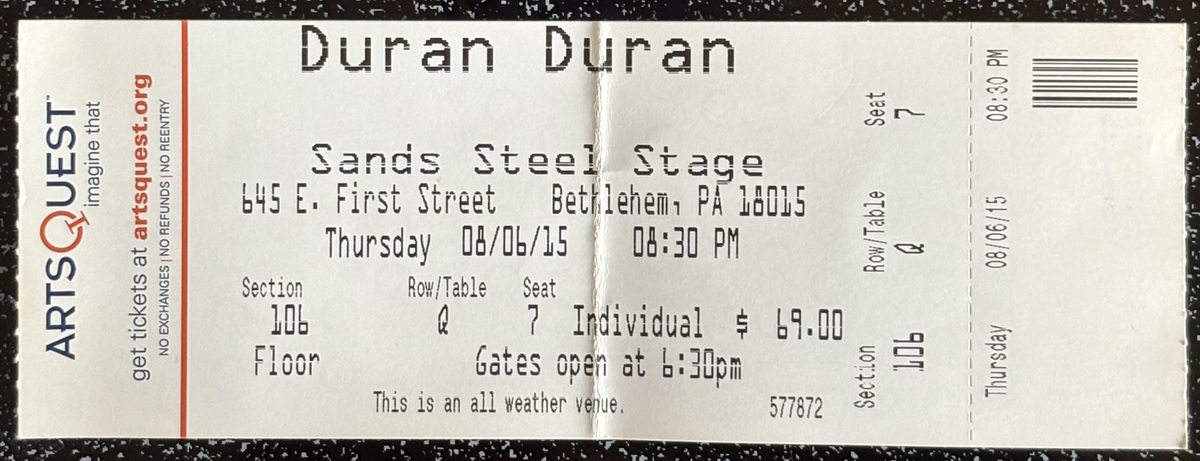 ARTSQUEST™
imagine that
get tickets at artsquest.org
NO EXCHANGES | NO REFUNDS | NO REENTRY
Duran Duran
Sands Steel Stage
645 E. First Street Bethlehem, PA 18015
Thursday 08/06/15 08:30 PM
Section Row/Table Seat
106 Q 7 Individual $ 69.00
Floor Gates open at 6:30pm
This is an all weather venue. 577872
Section Row/Table Seat
106 Q 7
Thursday 08/06/15 08:30 PM